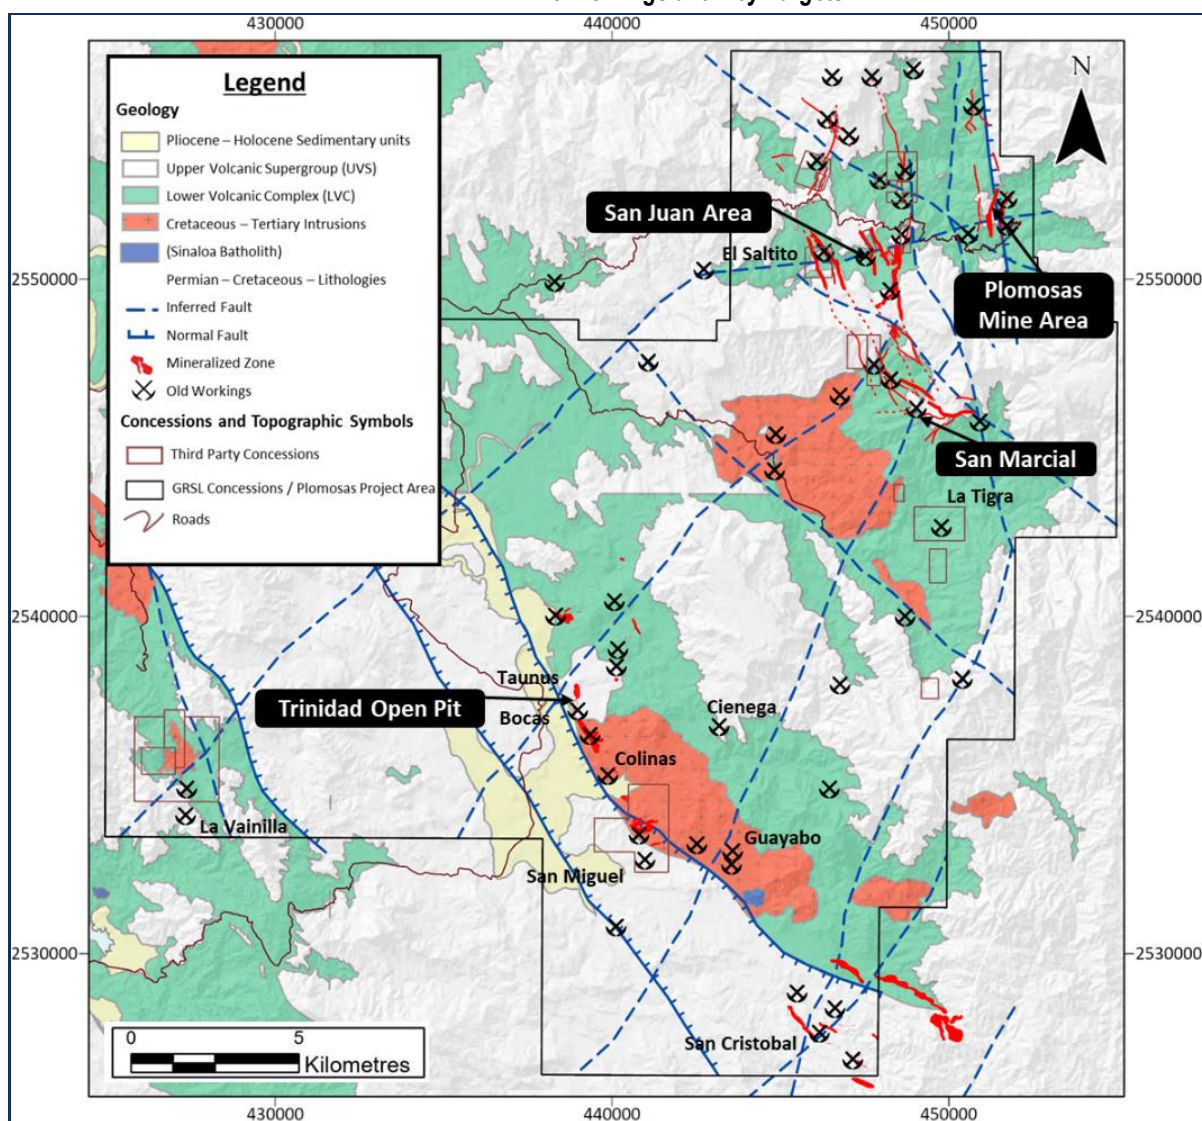 430000
440000
450000
Legend
Geology
Pliocene – Holocene Sedimentary units
Upper Volcanic Supergroup (UVS)
Lower Volcanic Complex (LVC)
Cretaceous – Tertiary Intrusions
(Sinaloa Batholith)
Permian – Cretaceous – Lithologies
Inferred Fault
Normal Fault
Mineralized Zone
Old Workings
Concessions and Topographic Symbols
Third Party Concessions
GRSL Concessions / Plomosas Project Area
Roads
N
San Juan Area
El Saltito
2550000
2550000
Plomosas
Mine Area
San Marcial
La Tigra
2540000
2540000
Taunus
Trinidad Open Pit
Bocas
Cienega
Colinas
La Vainilla
Guayabo
San Miguel
2530000
2530000
San Cristobal
0
5
Kilometres
430000
440000
450000